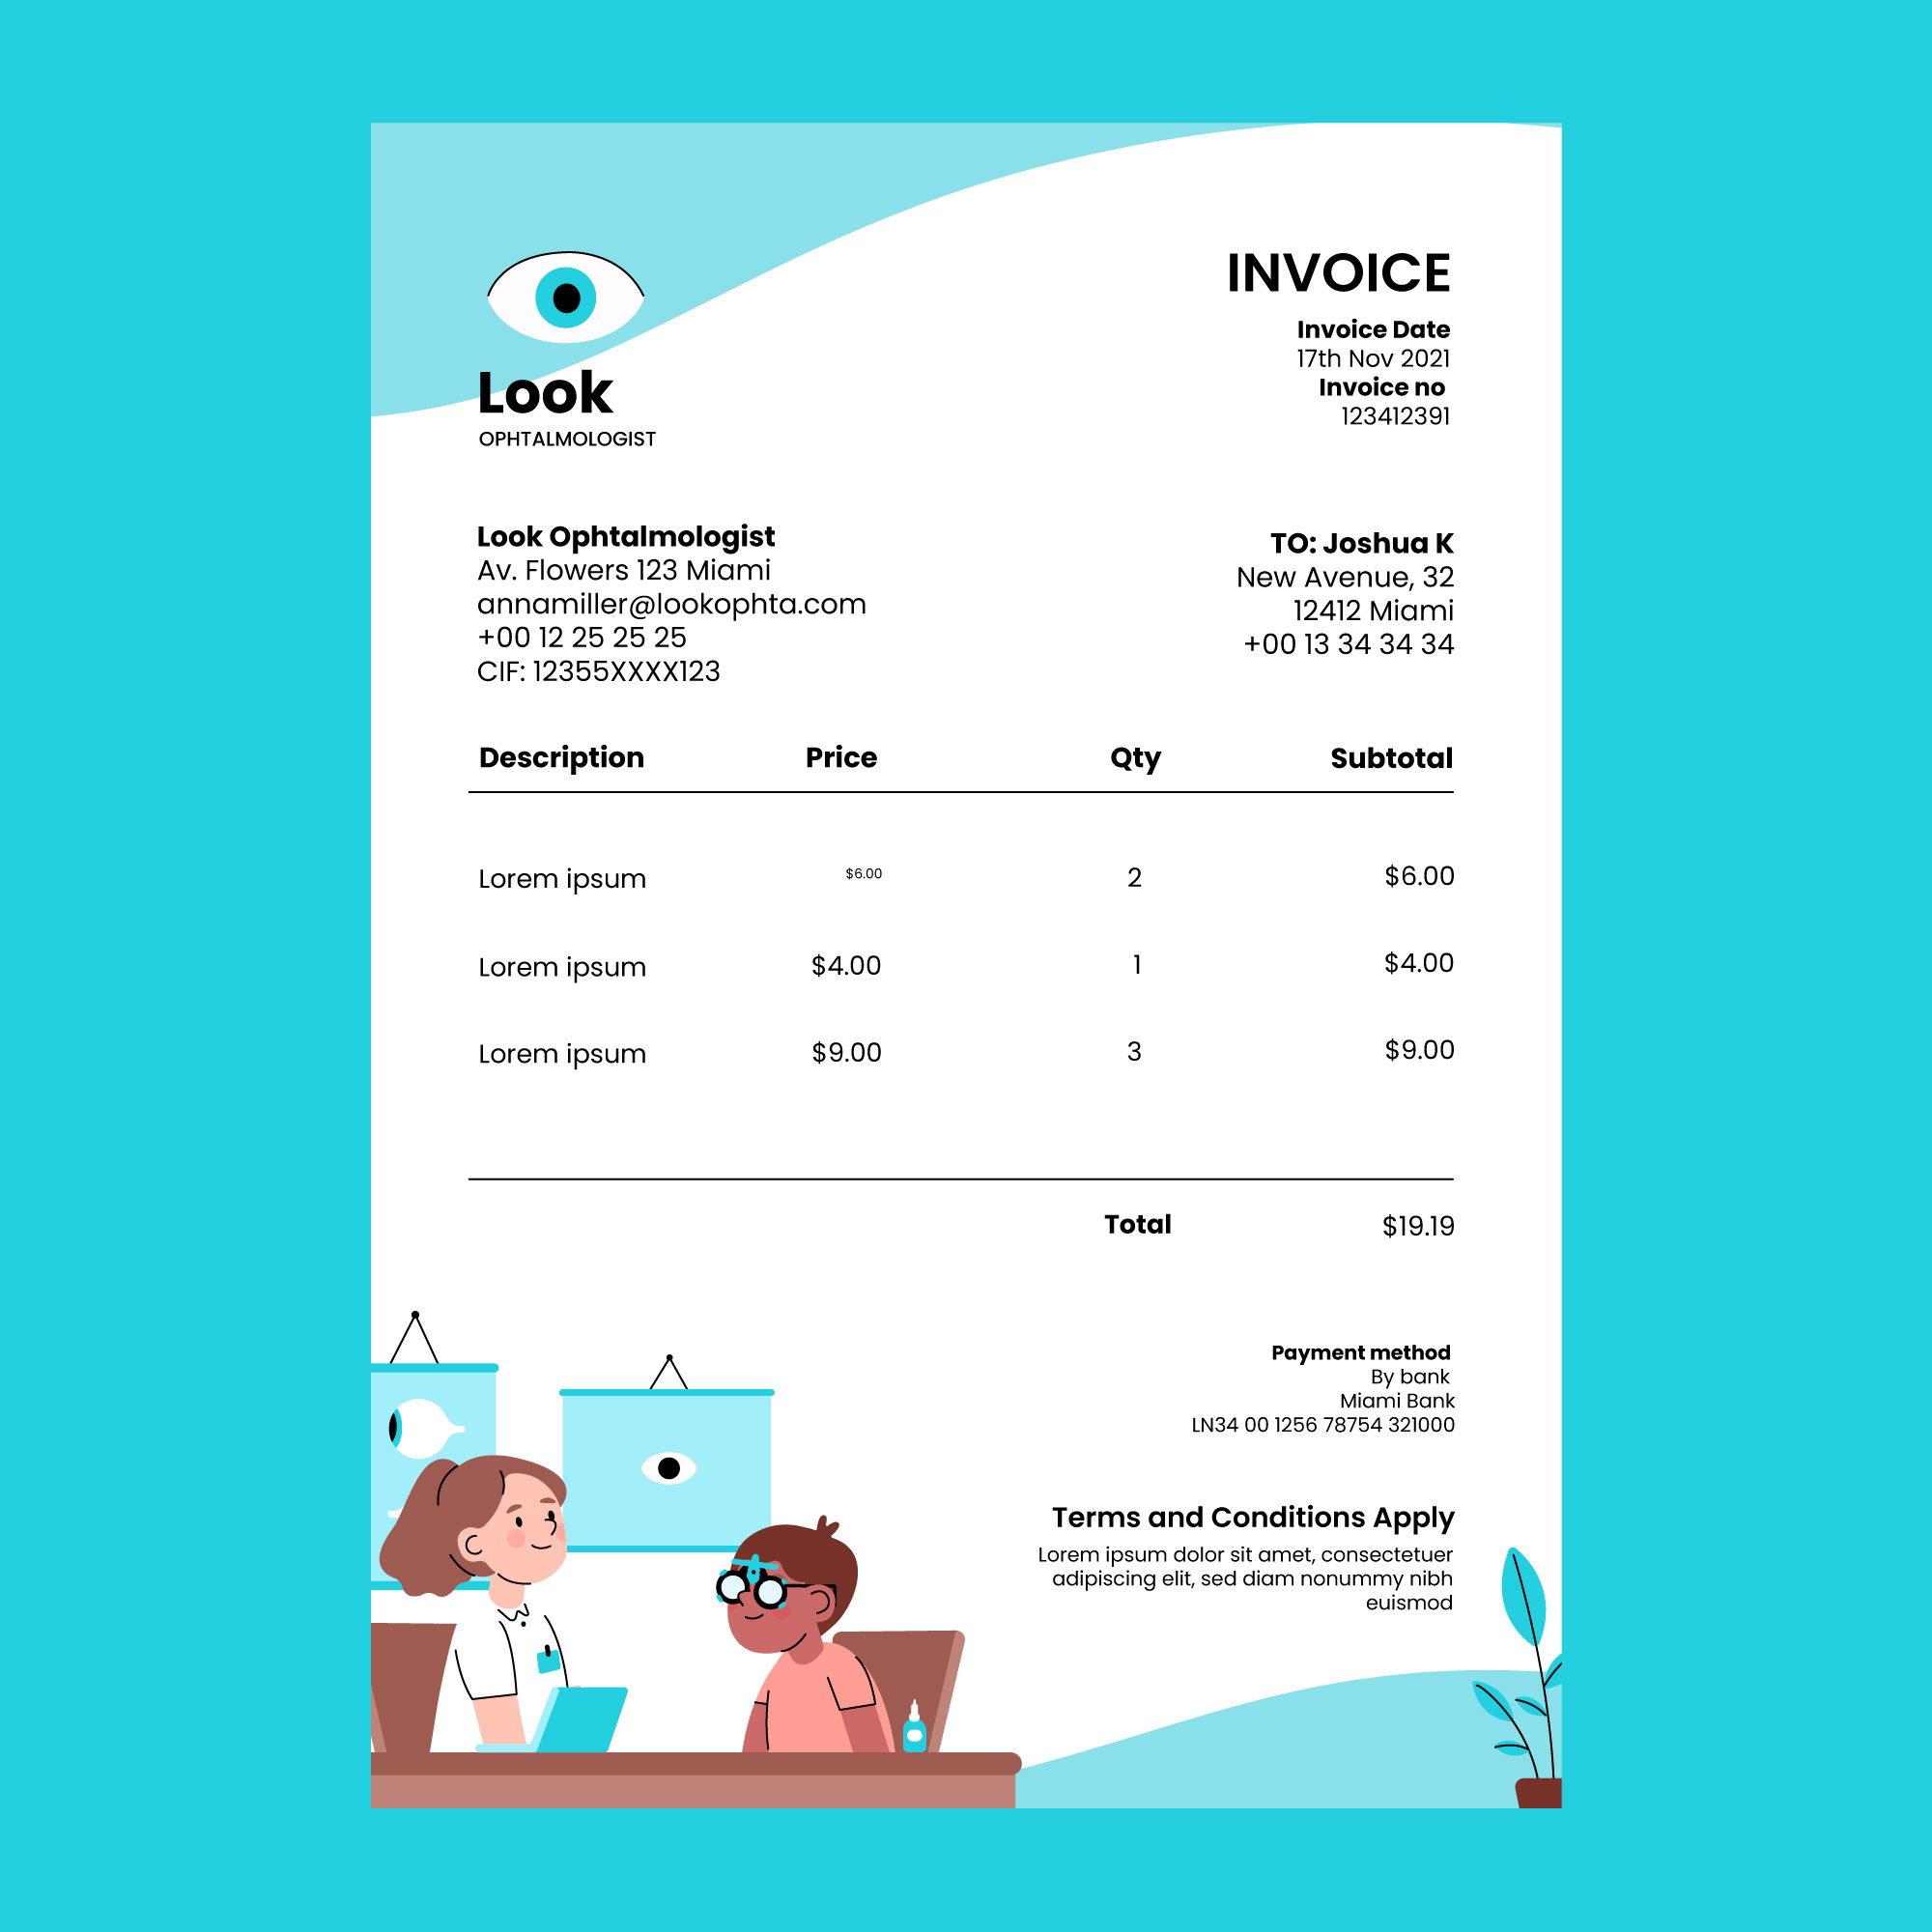 Look
OPHTALMOLOGIST
INVOICE
Invoice Date
17th Nov 2021
Invoice no
123412391
Look Ophtalmologist
Av. Flowers 123 Miami
annamiller@lookophta.com
+00 12 25 25 25
CIF: 12355XXXX123
TO: Joshua K
New Avenue, 32
12412 Miami
+00 13 34 34 34
Description Price Qty Subtotal
Lorem ipsum $6.00 2 $6.00
Lorem ipsum $4.00 1 $4.00
Lorem ipsum $9.00 3 $9.00
Total $19.19
Payment method
By bank
Miami Bank
LN34 00 1256 78754 321000
Terms and Conditions Apply
Lorem ipsum dolor sit amet, consectetuer
adipiscing elit, sed diam nonummy nibh
euismod